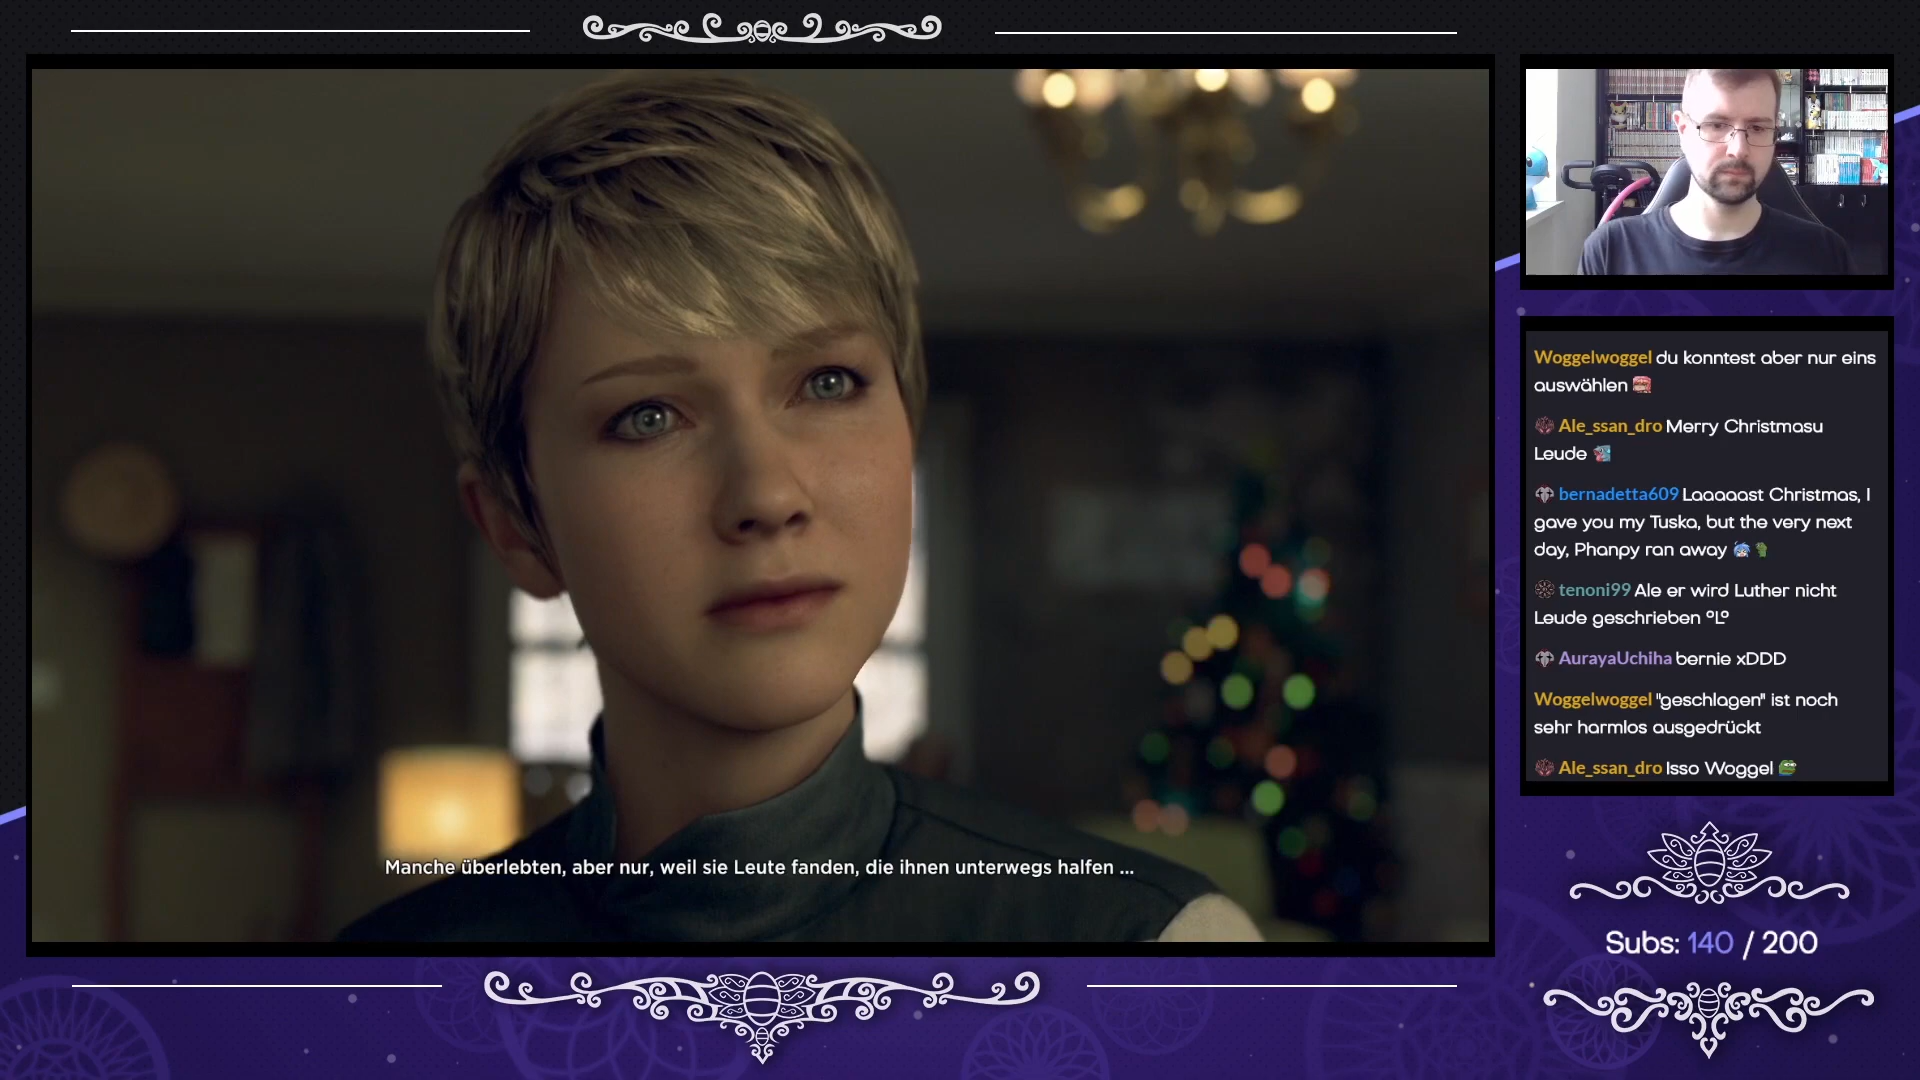 Manche überlebten, aber nur, weil sie Leute fanden, die ihnen unterwegs halfen ...
Woggelwoggel du konntest aber nur eins
auswählen
Ale_ssan_dro Merry Christmasu
Leude
bernadetta609 Laaaaast Christmas, I
gave you my Tuska, but the very next
day, Phanpy ran away
tenoni99 Ale er wird Luther nicht
Leude geschrieben °L°
AurayaUchiha bernie xDDD
Woggelwoggel "geschlagen" ist noch
sehr harmlos ausgedrückt
Ale_ssan_dro Isso Woggel
Subs: 140 / 200